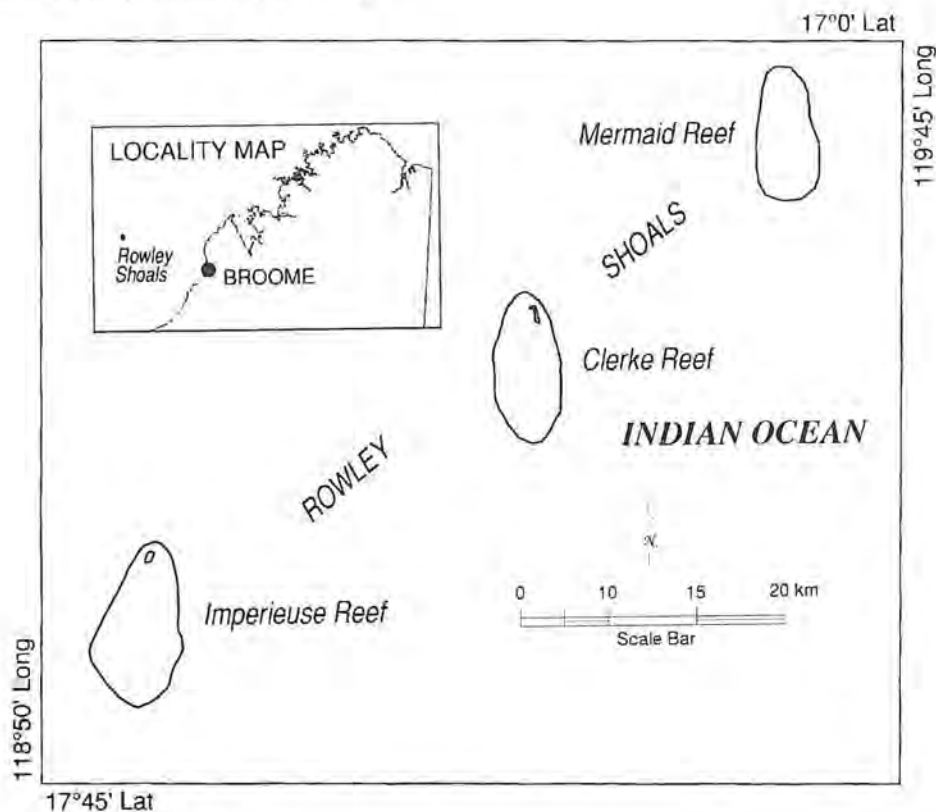 17°0' Lat
119°45' Long
Mermaid Reef
LOCALITY MAP
Rowley
Shoals
BROOME
SHOALS
Clerke Reef
INDIAN OCEAN
ROWLEY
N.
0 10 15 20 km
Scale Bar
Imperieuse Reef
118°50' Long
17°45' Lat